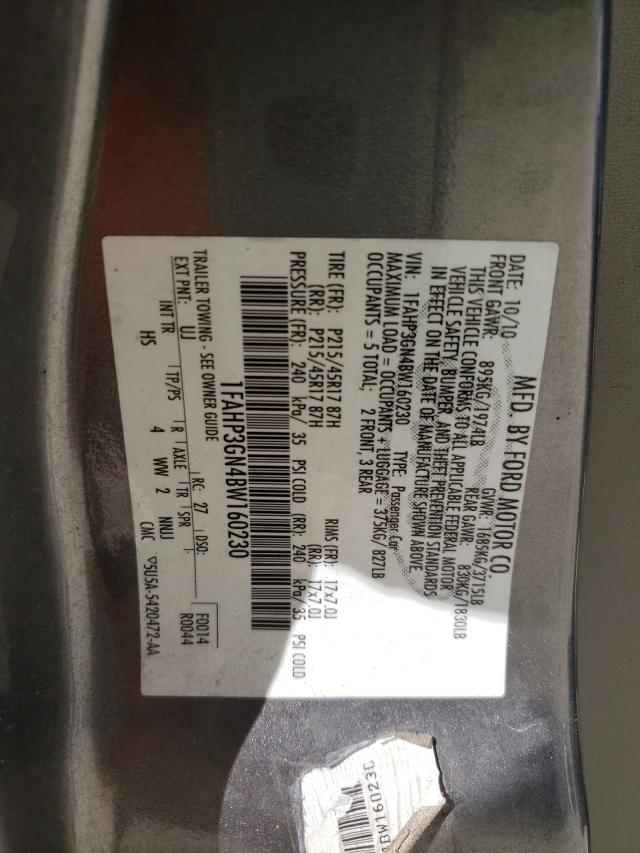 MFD. BY FORD MOTOR CO.
DATE: 10/10 GVWR: 1685KG/3715LB
FRONT GAWR: 895KG/1974LB REAR GAWR: 830KG/1830LB
THIS VEHICLE CONFORMS TO ALL APPLICABLE FEDERAL MOTOR
VEHICLE SAFETY, BUMPER, AND THEFT PREVENTION STANDARDS
IN EFFECT ON THE DATE OF MANUFACTURE SHOWN ABOVE.
VIN: 1FAHP3GN4BW160230 TYPE: Passenger Car
MAXIMUM LOAD = OCCUPANTS + LUGGAGE = 375KG/827LB
OCCUPANTS = 5 TOTAL; 2 FRONT, 3 REAR
TIRE (FR): P215/45R17 87H RIMS (FR): 17x7.0J
(RR): P215/45R17 87H (RR): 17x7.0J
PRESSURE (FR): 240 kPa/ 35 PSI COLD (RR): 240 kPa/ 35 PSI COLD
1FAHP3GN4BW160230
TRAILER TOWING - SEE OWNER GUIDE
EXT PNT: UJ RC: 27 DSO: F0014
R0044
INT TR TP/PS R AXLE TR SPR
HS 4 WW 2 NNJJ CMC ▽5U5A-5420472-AA
BW160230